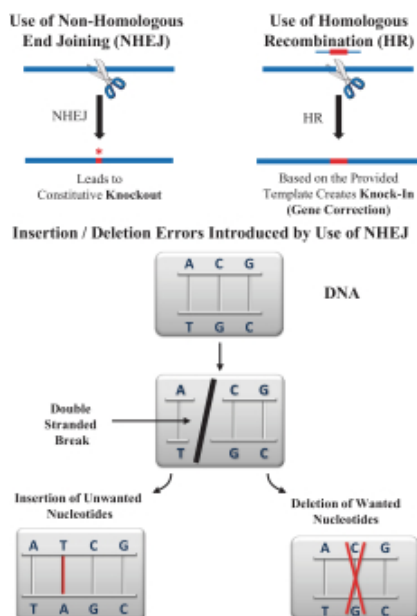 Use of Non-Homologous
End Joining (NHEJ)
NHEJ
*
Leads to
Constitutive Knockout
Use of Homologous
Recombination (HR)
HR
Based on the Provided
Template Creates Knock-In
(Gene Correction)
Insertion / Deletion Errors Introduced by Use of NHEJ
A C G
DNA
T G C
A C G
Double
Stranded
Break
T G C
Insertion of Unwanted
Nucleotides
A T C G
T A G C
Deletion of Wanted
Nucleotides
A C G
T G C